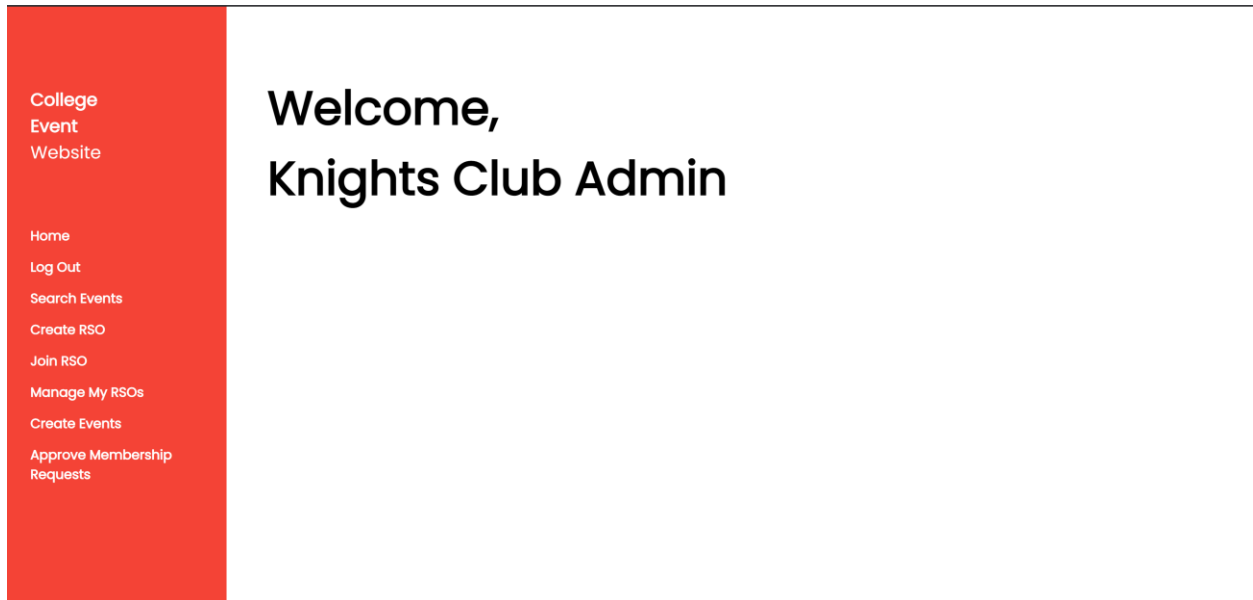 College
Event
Website
Home
Log Out
Search Events
Create RSO
Join RSO
Manage My RSOs
Create Events
Approve Membership
Requests
Welcome,
Knights Club Admin